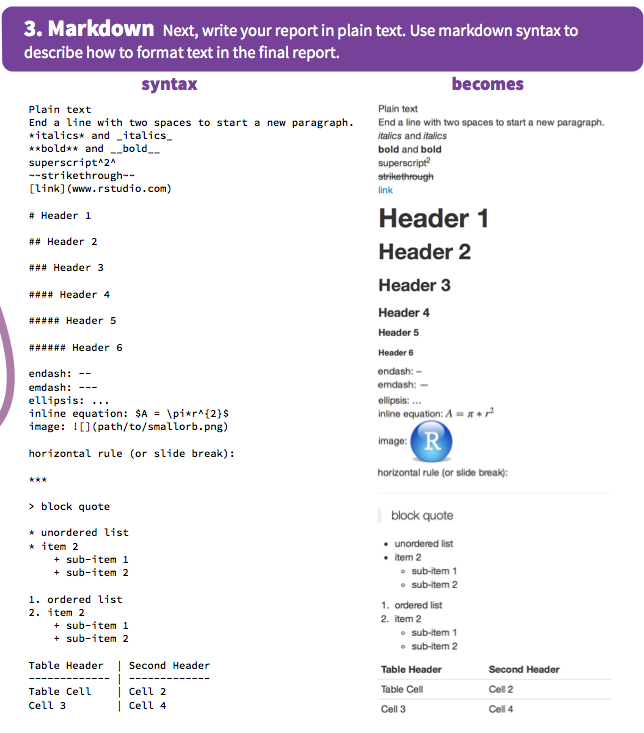 3. Markdown Next, write your report in plain text. Use markdown syntax to
describe how to format text in the final report.
syntax
Plain text
End a line with two spaces to start a new paragraph.
*italics* and _italics_
**bold** and __bold__
superscript^2^
~~strikethrough~~
[link](www.rstudio.com)
# Header 1
## Header 2
### Header 3
#### Header 4
##### Header 5
###### Header 6
endash: --
emdash: ---
ellipsis: ...
inline equation: $A = \pi*r^{2}$
image: ![](path/to/smallorb.png)
horizontal rule (or slide break):
***
> block quote
* unordered list
* item 2
+ sub-item 1
+ sub-item 2
1. ordered list
2. item 2
+ sub-item 1
+ sub-item 2
Table Header | Second Header
------------- | -------------
Table Cell | Cell 2
Cell 3 | Cell 4
becomes
Plain text
End a line with two spaces to start a new paragraph.
italics and italics
bold and bold
superscript²
strikethrough
link
Header 1
Header 2
Header 3
Header 4
Header 5
Header 6
endash: –
emdash: —
ellipsis: …
inline equation: A = π * r²
image: R
horizontal rule (or slide break):
block quote
• unordered list
• item 2
◦ sub-item 1
◦ sub-item 2
1. ordered list
2. item 2
◦ sub-item 1
◦ sub-item 2
Table Header Second Header
Table Cell Cell 2
Cell 3 Cell 4